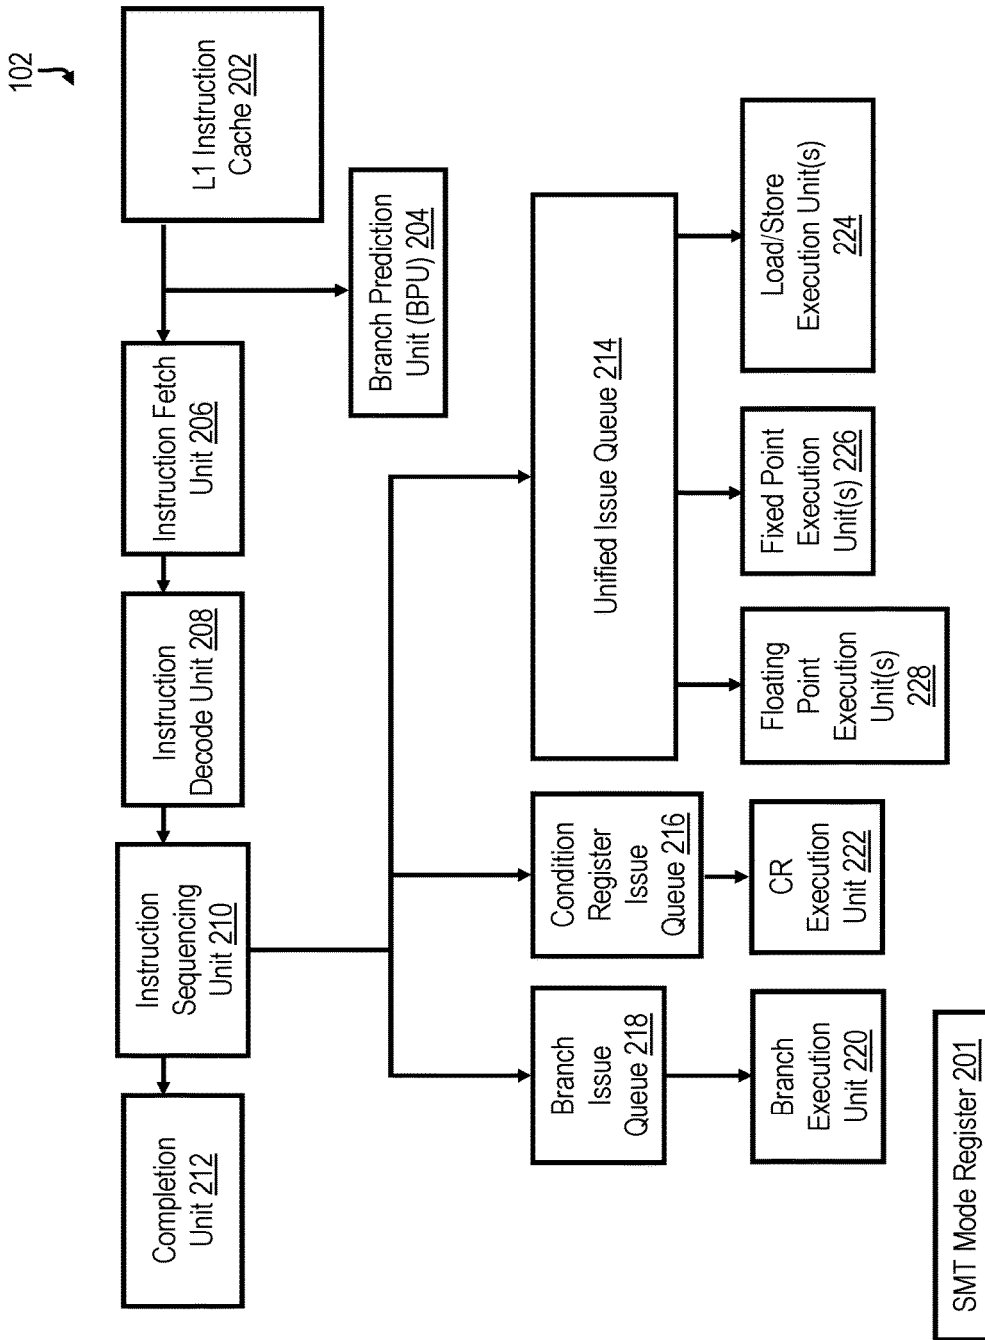 102
L1 Instruction
Cache 202
Branch Prediction
Unit (BPU) 204
Instruction Fetch
Unit 206
Instruction
Decode Unit 208
Instruction
Sequencing
Unit 210
Completion
Unit 212
Unified Issue Queue 214
Condition
Register
Issue
Queue 216
Branch
Issue
Queue 218
Load/Store
Execution Unit(s)
224
Fixed Point
Execution
Unit(s) 226
Floating
Point
Execution
Unit(s)
228
CR
Execution
Unit 222
Branch
Execution
Unit 220
SMT Mode Register 201